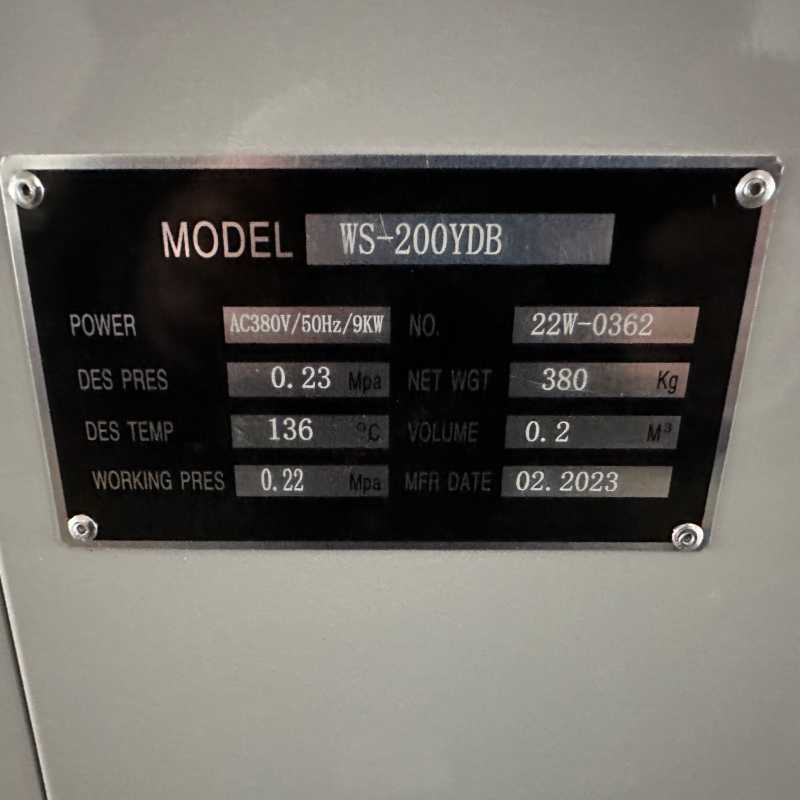 MODEL WS-200YDB
POWER AC380V/50Hz/9KW NO. 22W-0362
DES PRES 0.23 Mpa NET WGT 380 Kg
DES TEMP 136 °C VOLUME 0.2 M³
WORKING PRES 0.22 Mpa MFR DATE 02.2023